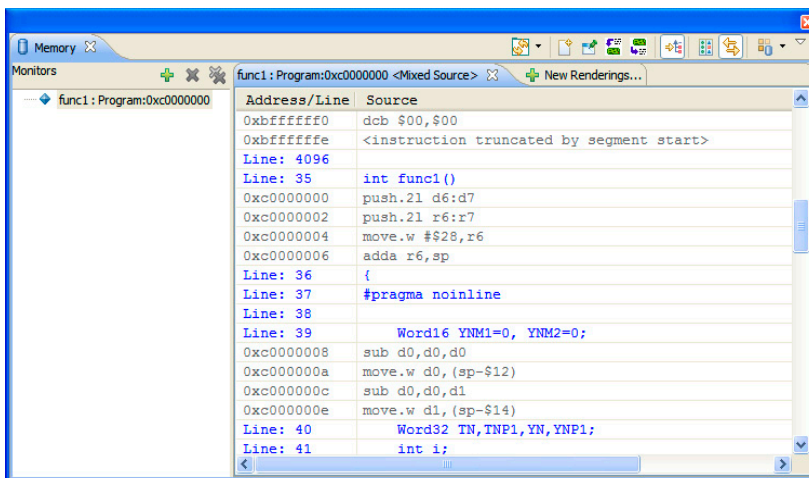 Memory
Monitors
func1 : Program:0xc0000000
func1 : Program:0xc0000000 <Mixed Source>
New Renderings...
Address/Line Source
0xbffffff0 dcb $00,$00
0xbffffffe <instruction truncated by segment start>
Line: 4096
Line: 35 int func1()
0xc0000000 push.2l d6:d7
0xc0000002 push.2l r6:r7
0xc0000004 move.w #$28,r6
0xc0000006 adda r6,sp
Line: 36 {
Line: 37 #pragma noinline
Line: 38
Line: 39 Word16 YNM1=0, YNM2=0;
0xc0000008 sub d0,d0,d0
0xc000000a move.w d0,(sp-$12)
0xc000000c sub d0,d0,d1
0xc000000e move.w d1,(sp-$14)
Line: 40 Word32 TN,TNP1,YN,YNP1;
Line: 41 int i;